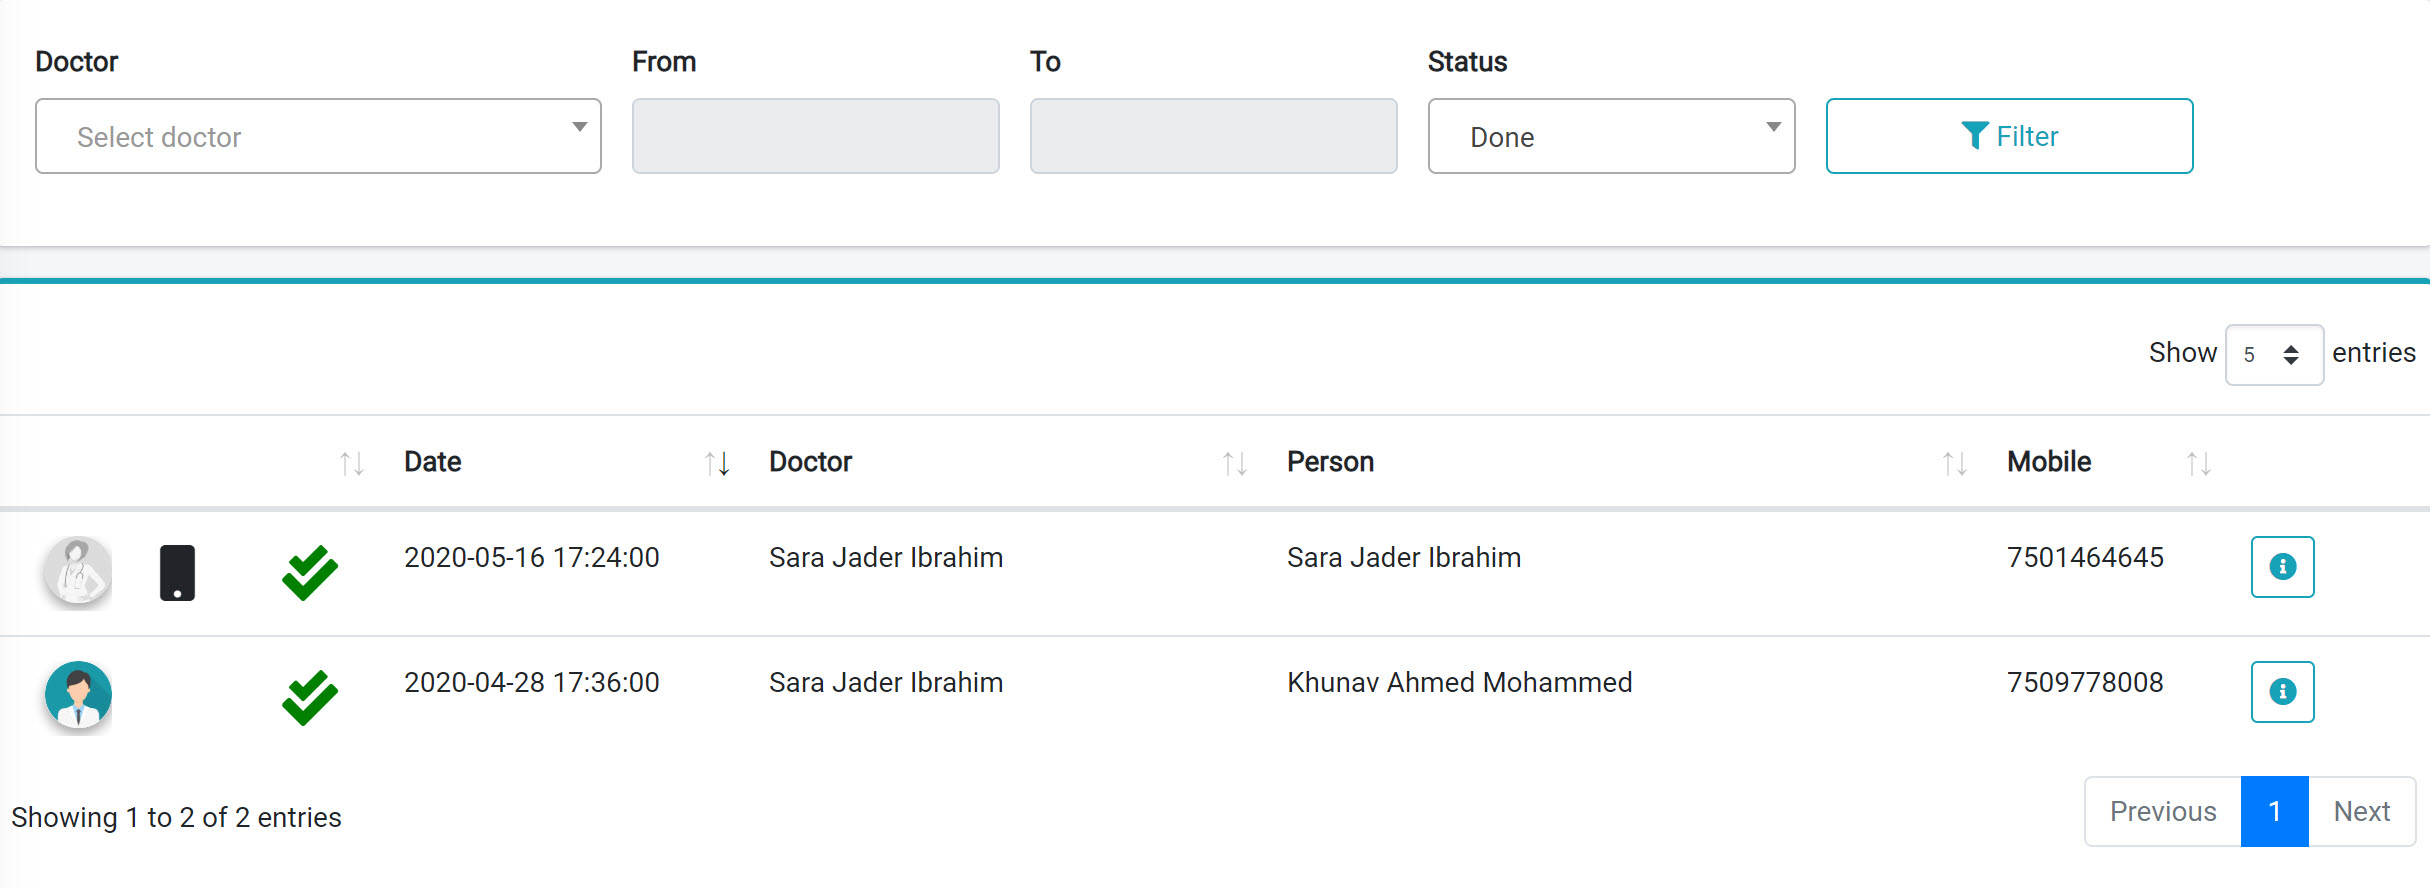 Doctor From To Status
Select doctor Done Filter
Show 5 entries
Date Doctor Person Mobile
2020-05-16 17:24:00 Sara Jader Ibrahim Sara Jader Ibrahim 7501464645
2020-04-28 17:36:00 Sara Jader Ibrahim Khunav Ahmed Mohammed 7509778008
Showing 1 to 2 of 2 entries Previous 1 Next